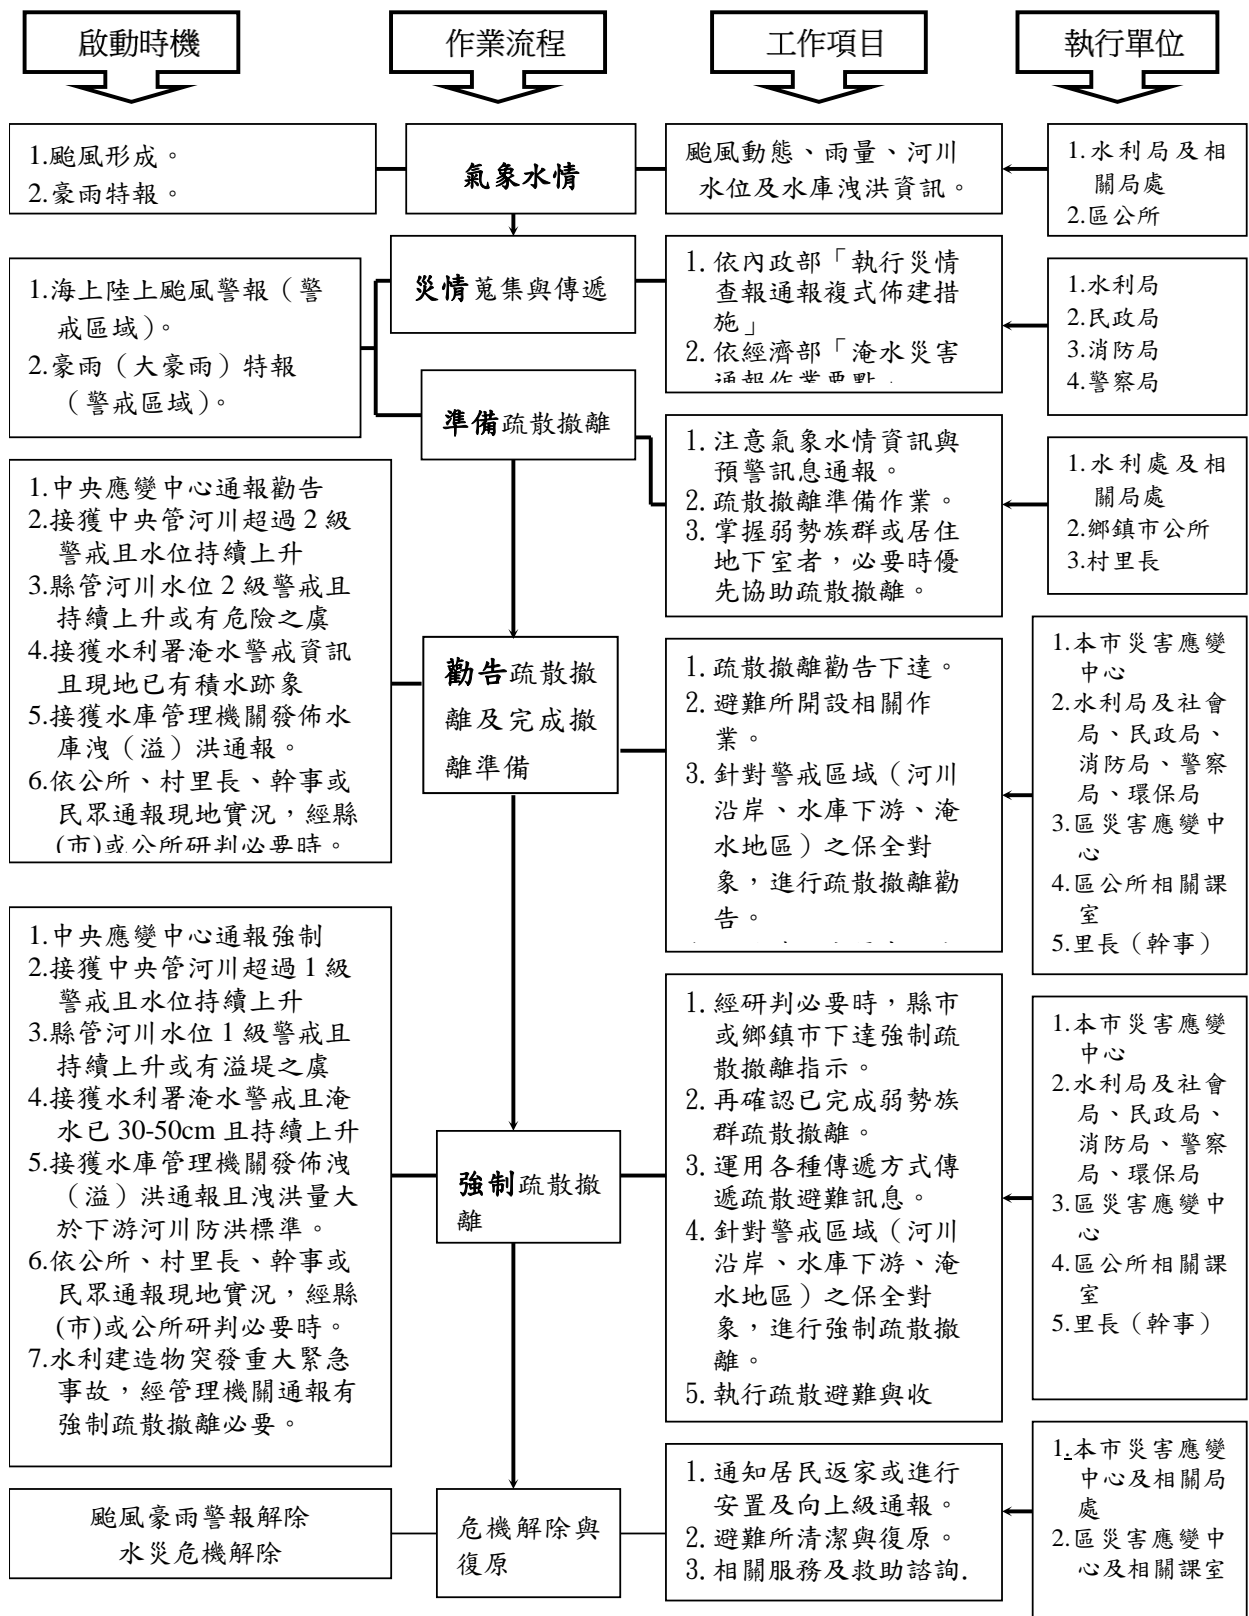 啟動時機
作業流程
工作項目
執行單位
1.颱風形成。
2.豪雨特報。
氣象水情
颱風動態、雨量、河川
水位及水庫洩洪資訊。
1.水利局及相
關局處
2.區公所
1.海上陸上颱風警報（警
戒區域）。
2.豪雨（大豪雨）特報
（警戒區域）。
災情蒐集與傳遞
1.依內政部「執行災情
查報通報複式佈建措
施」
2.依經濟部「淹水災害
通報作業要點」
1.水利局
2.民政局
3.消防局
4.警察局
準備疏散撤離
1.注意氣象水情資訊與
預警訊息通報。
2.疏散撤離準備作業。
3.掌握弱勢族群或居住
地下室者，必要時優
先協助疏散撤離。
1.水利處及相
關局處
2.鄉鎮市公所
3.村里長
1.中央應變中心通報勸告
2.接獲中央管河川超過2級
警戒且水位持續上升
3.縣管河川水位2級警戒且
持續上升或有危險之虞
4.接獲水利署淹水警戒資訊
且現地已有積水跡象
5.接獲水庫管理機關發佈水
庫洩（溢）洪通報。
6.依公所、村里長、幹事或
民眾通報現地實況，經縣
(市)或公所研判必要時。
勸告疏散撤
離及完成撤
離準備
1.疏散撤離勸告下達。
2.避難所開設相關作
業。
3.針對警戒區域（河川
沿岸、水庫下游、淹
水地區）之保全對
象，進行疏散撤離勸
告。
1.本市災害應變
中心
2.水利局及社會
局、民政局、
消防局、警察
局、環保局
3.區災害應變中
心
4.區公所相關課
室
5.里長（幹事）
1.中央應變中心通報強制
2.接獲中央管河川超過1級
警戒且水位持續上升
3.縣管河川水位1級警戒且
持續上升或有溢堤之虞
4.接獲水利署淹水警戒且淹
水已30-50cm且持續上升
5.接獲水庫管理機關發佈洩
（溢）洪通報且洩洪量大
於下游河川防洪標準。
6.依公所、村里長、幹事或
民眾通報現地實況，經縣
(市)或公所研判必要時。
7.水利建造物突發重大緊急
事故，經管理機關通報有
強制疏散撤離必要。
強制疏散撤
離
1.經研判必要時，縣市
或鄉鎮市下達強制疏
散撤離指示。
2.再確認已完成弱勢族
群疏散撤離。
3.運用各種傳遞方式傳
遞疏散避難訊息。
4.針對警戒區域（河川
沿岸、水庫下游、淹
水地區）之保全對
象，進行強制疏散撤
離。
5.執行疏散避難與收
1.本市災害應變
中心
2.水利局及社會
局、民政局、
消防局、警察
局、環保局
3.區災害應變中
心
4.區公所相關課
室
5.里長（幹事）
颱風豪雨警報解除
水災危機解除
危機解除與
復原
1.通知居民返家或進行
安置及向上級通報。
2.避難所清潔與復原。
3.相關服務及救助諮詢.
1.本市災害應變
中心及相關局
處
2.區災害應變中
心及相關課室